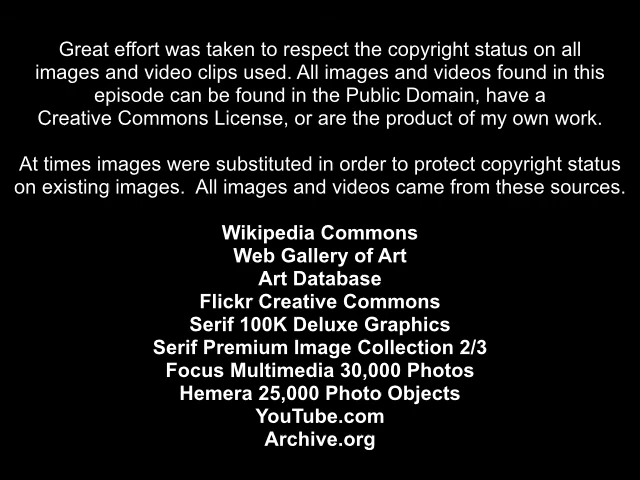 Great effort was taken to respect the copyright status on all
images and video clips used. All images and videos found in this
episode can be found in the Public Domain, have a
Creative Commons License, or are the product of my own work.
At times images were substituted in order to protect copyright status
on existing images.  All images and videos came from these sources.
Wikipedia Commons
Web Gallery of Art
Art Database
Flickr Creative Commons
Serif 100K Deluxe Graphics
Serif Premium Image Collection 2/3
Focus Multimedia 30,000 Photos
Hemera 25,000 Photo Objects
YouTube.com
Archive.org